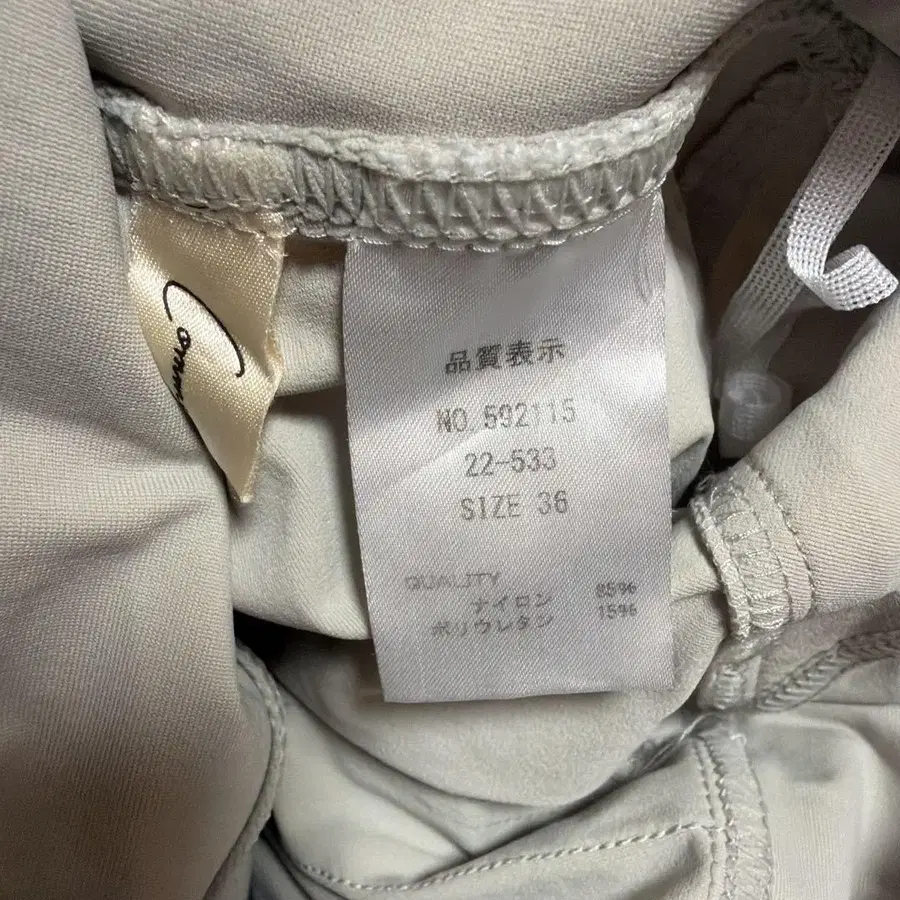 品質表示
NO.592115
22-533
SIZE 36
QUALITY
ナイロン 85%
ポリウレタン 15%